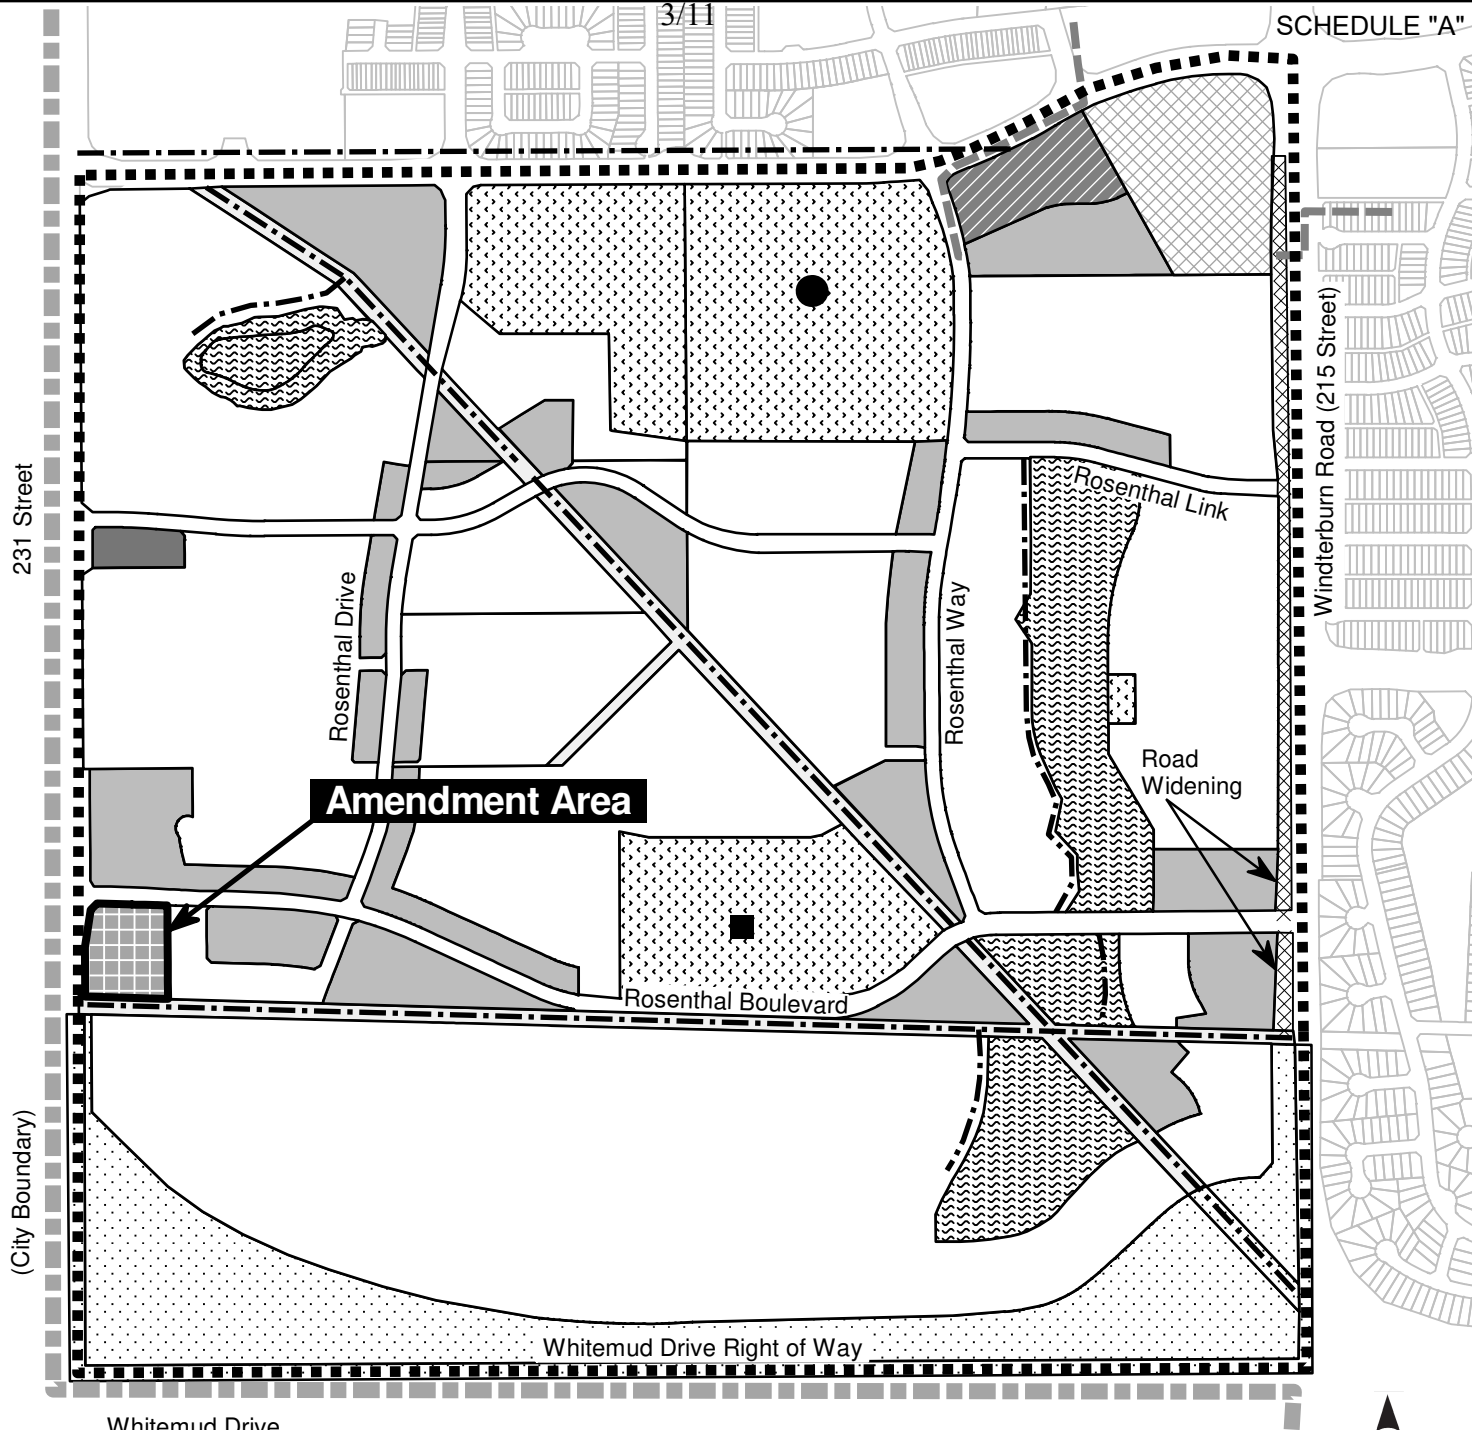 3/11
SCHEDULE "A"
231 Street
Windterburn Road (215 Street)
Rosenthal Link
Rosenthal Drive
Rosenthal Way
Road
Widening
Amendment Area
Rosenthal Boulevard
(City Boundary)
Whitemud Drive Right of Way
Whitemud Drive